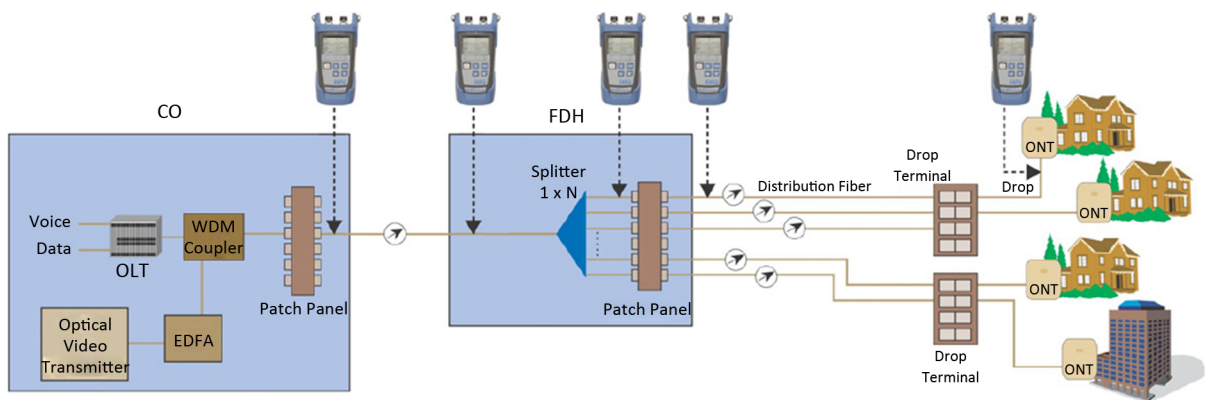 CO
FDH
Voice
Data
OLT
WDM
Coupler
Patch Panel
Optical
Video
Transmitter
EDFA
Splitter
1 x N
Patch Panel
Distribution Fiber
Drop
Terminal
Drop
ONT
ONT
ONT
Drop
Terminal
ONT